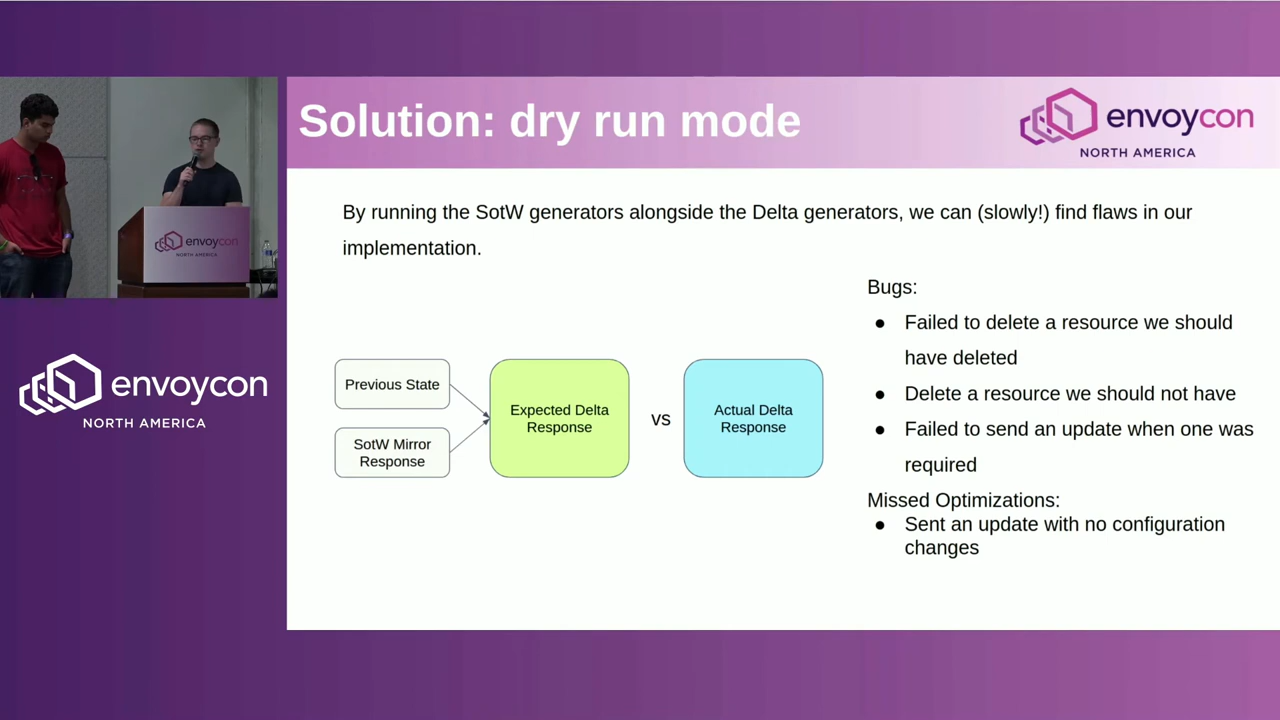 Solution: dry run mode
envoycon
NORTH AMERICA
By running the SotW generators alongside the Delta generators, we can (slowly!) find flaws in our
implementation.
Previous State
SotW Mirror
Response
Expected Delta
Response
vs
Actual Delta
Response
Bugs:
● Failed to delete a resource we should
have deleted
● Delete a resource we should not have
● Failed to send an update when one was
required
Missed Optimizations:
● Sent an update with no configuration
changes
envoycon
NORTH AMERICA
envoycon
NORTH AMERICA